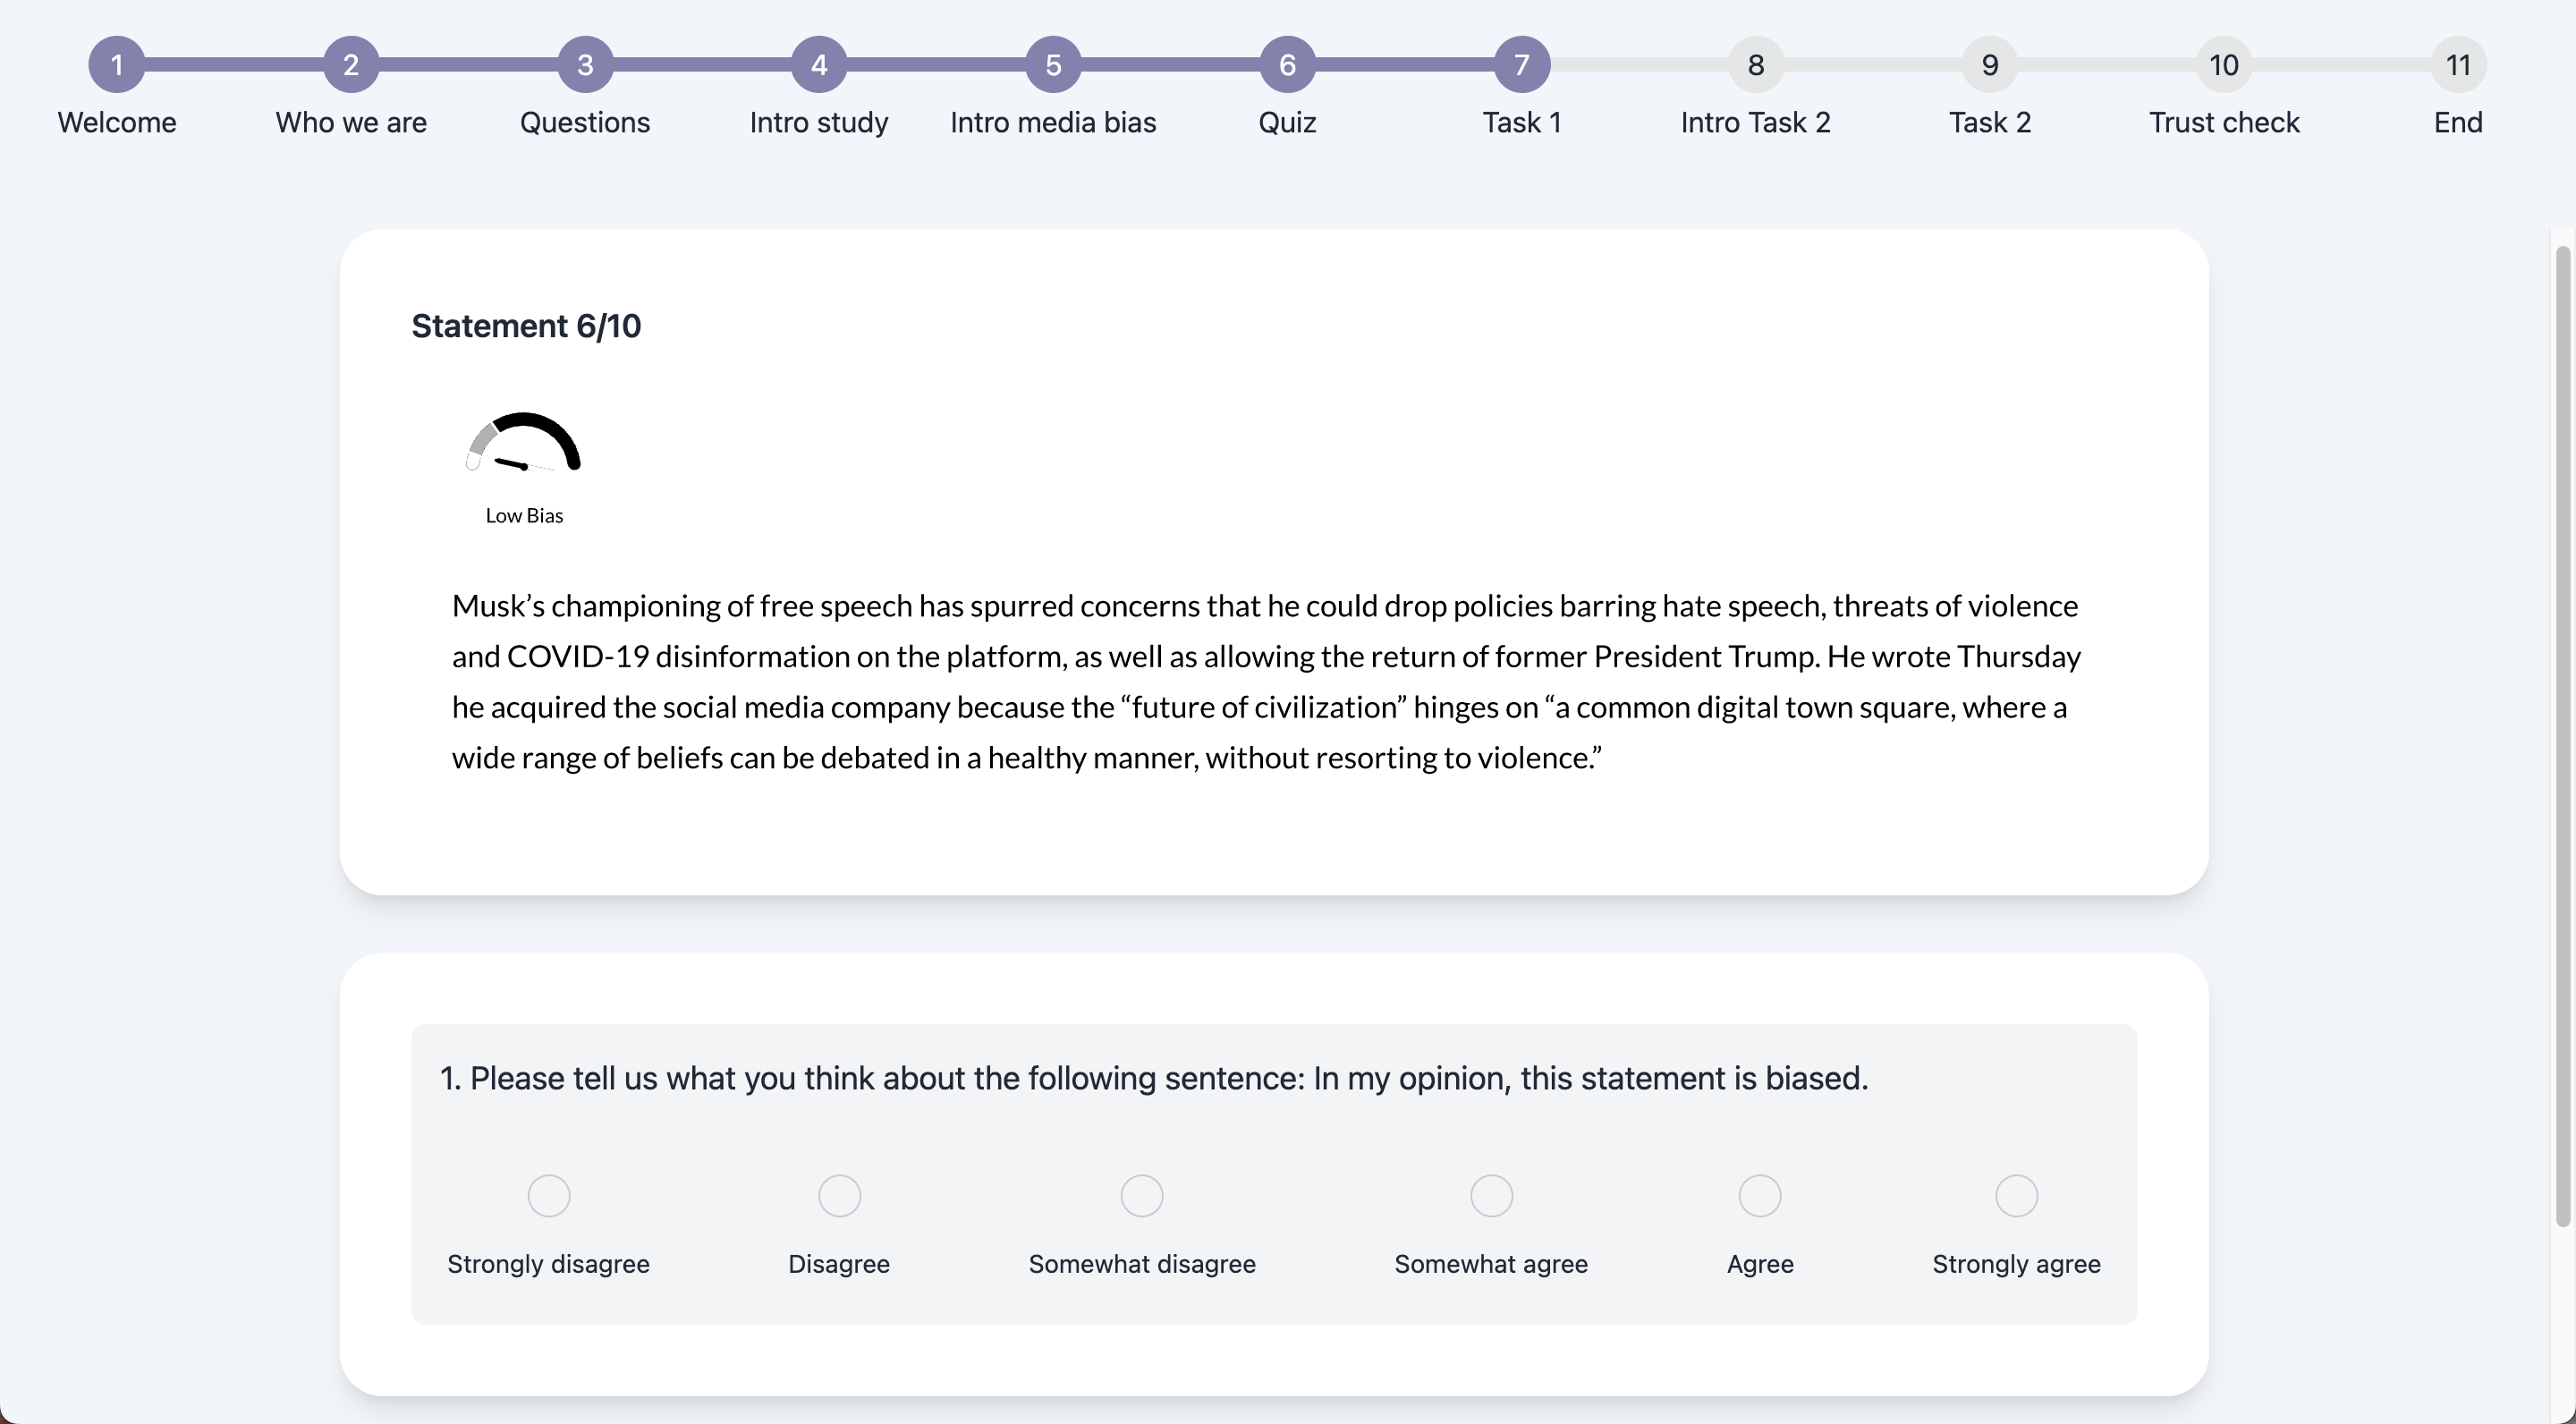 1 2 3 4 5 6 7 8 9 10 11
Welcome Who we are Questions Intro study Intro media bias Quiz Task 1 Intro Task 2 Task 2 Trust check End
Statement 6/10
Low Bias
Musk’s championing of free speech has spurred concerns that he could drop policies barring hate speech, threats of violence
and COVID-19 disinformation on the platform, as well as allowing the return of former President Trump. He wrote Thursday
he acquired the social media company because the “future of civilization” hinges on “a common digital town square, where a
wide range of beliefs can be debated in a healthy manner, without resorting to violence.”
1. Please tell us what you think about the following sentence: In my opinion, this statement is biased.
Strongly disagree Disagree Somewhat disagree Somewhat agree Agree Strongly agree